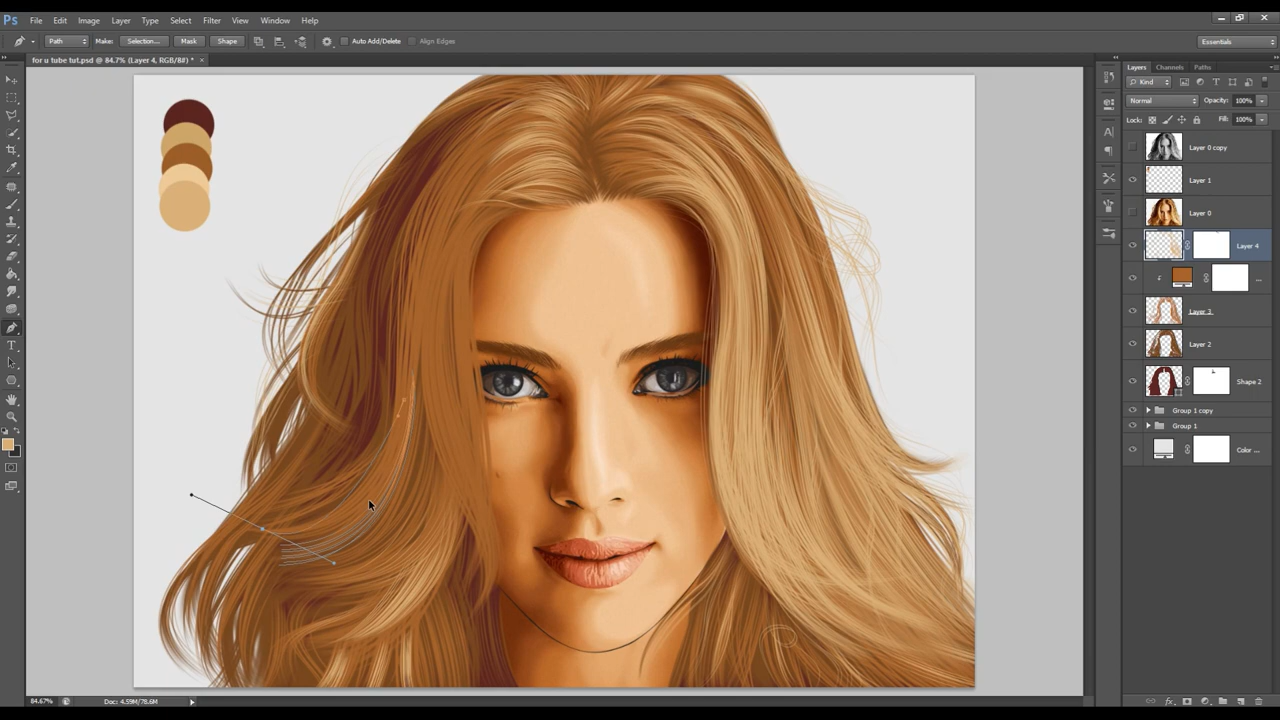 Ps File Edit Image Layer Type Select Filter View Window Help
Path Make: Selection... Mask Shape Auto Add/Delete Align Edges Essentials
for u tube tut.psd @ 84.7% (Layer 4, RGB/8#) * ×
Layers Channels Paths
Kind
Normal Opacity: 100%
Lock: Fill: 100%
Layer 0 copy
Layer 1
Layer 0
Layer 4
...
Layer 3
Layer 2
Shape 2
Group 1 copy
Group 1
Color ...
84.67% Doc: 4.59M/78.6M